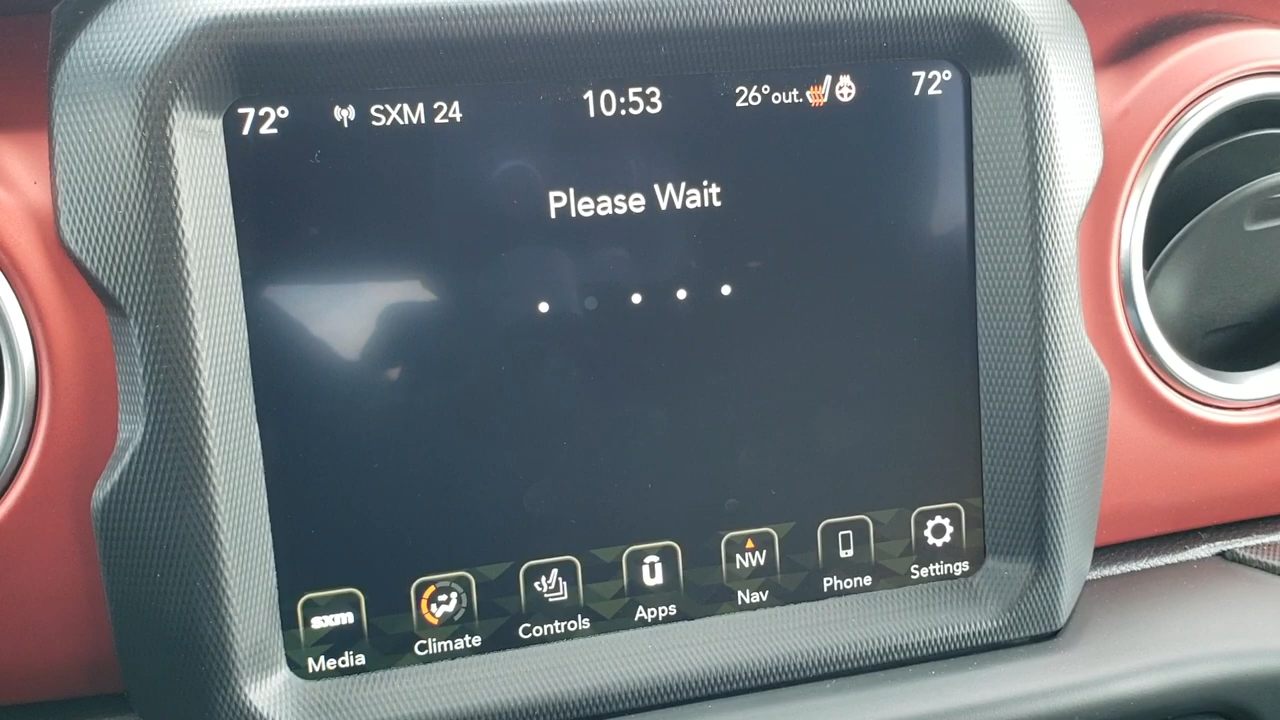 72° SXM 24 10:53 26°out. 72°
Please Wait
sxm ū NW
Media Climate Controls Apps Nav Phone Settings